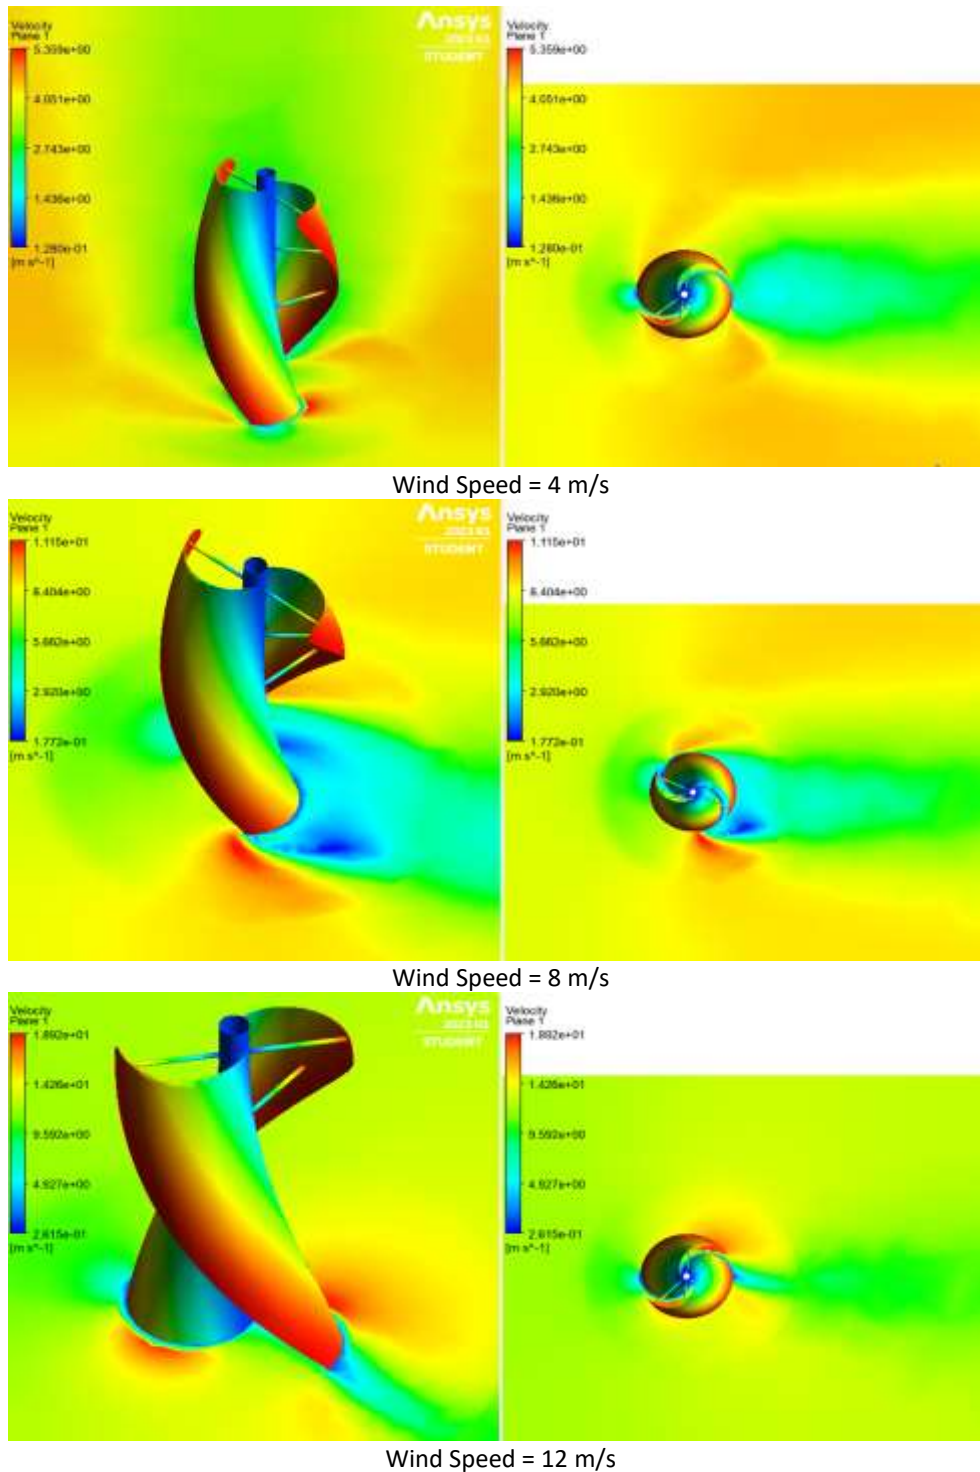 Velocity
Plane 1
5.359e+00
4.051e+00
2.743e+00
1.436e+00
1.280e-01
[m s^-1]
Ansys
2023 R1
STUDENT
Velocity
Plane 1
5.359e+00
4.051e+00
2.743e+00
1.436e+00
1.280e-01
[m s^-1]
Wind Speed = 4 m/s
Velocity
Plane 1
1.115e+01
8.404e+00
5.662e+00
2.920e+00
1.772e-01
[m s^-1]
Ansys
STUDENT
Velocity
Plane 1
1.115e+01
8.404e+00
5.662e+00
2.920e+00
1.772e-01
[m s^-1]
Wind Speed = 8 m/s
Velocity
Plane 1
1.892e+01
1.426e+01
9.592e+00
4.927e+00
2.615e-01
[m s^-1]
Ansys
STUDENT
Velocity
Plane 1
1.892e+01
1.426e+01
9.592e+00
4.927e+00
2.615e-01
[m s^-1]
Wind Speed = 12 m/s